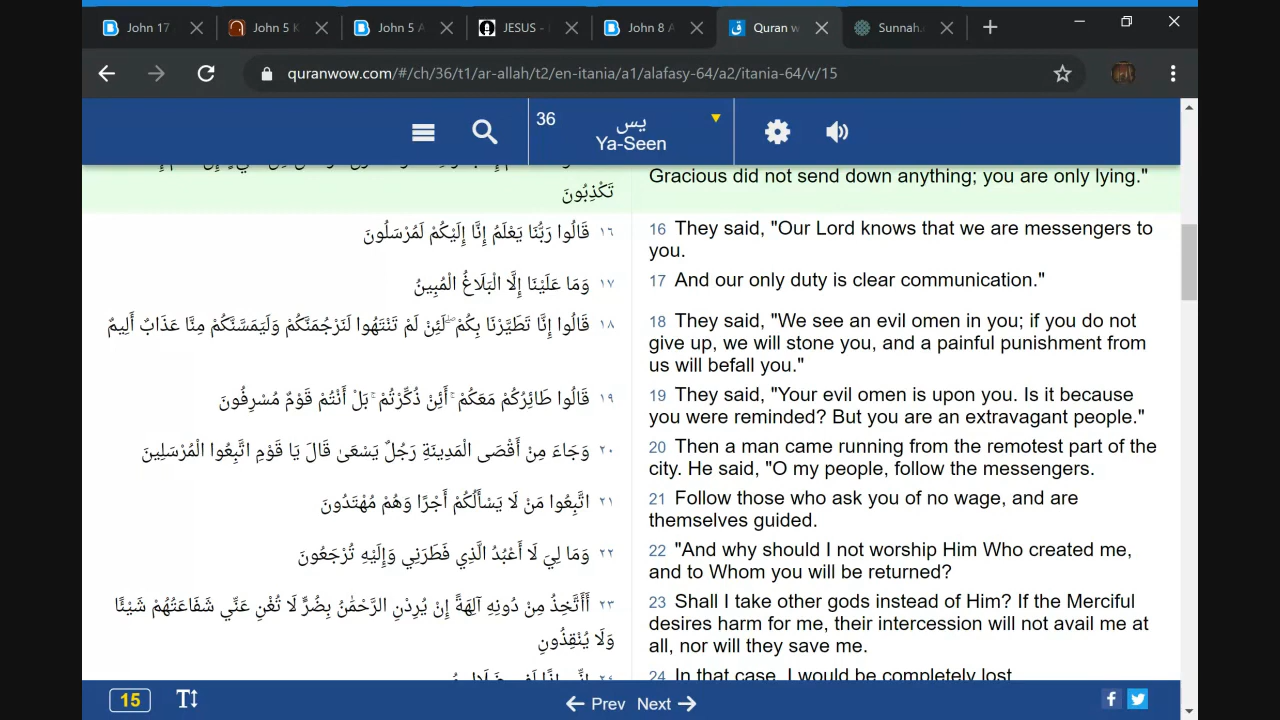 John 17
John 5 K
John 5 A
JESUS -
John 8 A
Quran w
Sunnah.
quranwow.com/#/ch/36/t1/ar-allah/t2/en-itania/a1/alafasy-64/a2/itania-64/v/15
36
يس
Ya-Seen
تَكْذِبُونَ
Gracious did not send down anything; you are only lying."
١٦ قَالُوا رَبُّنَا يَعْلَمُ إِنَّا إِلَيْكُمْ لَمُرْسَلُونَ
16 They said, "Our Lord knows that we are messengers to
you.
١٧ وَمَا عَلَيْنَا إِلَّا الْبَلَاغُ الْمُبِينُ
17 And our only duty is clear communication."
١٨ قَالُوا إِنَّا تَطَيَّرْنَا بِكُمْ ۖ لَئِنْ لَمْ تَنْتَهُوا لَنَرْجُمَنَّكُمْ وَلَيَمَسَّنَّكُمْ مِنَّا عَذَابٌ أَلِيمٌ
18 They said, "We see an evil omen in you; if you do not
give up, we will stone you, and a painful punishment from
us will befall you."
١٩ قَالُوا طَائِرُكُمْ مَعَكُمْ ۚ أَئِنْ ذُكِّرْتُمْ ۚ بَلْ أَنْتُمْ قَوْمٌ مُسْرِفُونَ
19 They said, "Your evil omen is upon you. Is it because
you were reminded? But you are an extravagant people."
٢٠ وَجَاءَ مِنْ أَقْصَى الْمَدِينَةِ رَجُلٌ يَسْعَىٰ قَالَ يَا قَوْمِ اتَّبِعُوا الْمُرْسَلِينَ
20 Then a man came running from the remotest part of the
city. He said, "O my people, follow the messengers.
٢١ اتَّبِعُوا مَنْ لَا يَسْأَلُكُمْ أَجْرًا وَهُمْ مُهْتَدُونَ
21 Follow those who ask you of no wage, and are
themselves guided.
٢٢ وَمَا لِيَ لَا أَعْبُدُ الَّذِي فَطَرَنِي وَإِلَيْهِ تُرْجَعُونَ
22 "And why should I not worship Him Who created me,
and to Whom you will be returned?
٢٣ أَأَتَّخِذُ مِنْ دُونِهِ آلِهَةً إِنْ يُرِدْنِ الرَّحْمَٰنُ بِضُرٍّ لَا تُغْنِ عَنِّي شَفَاعَتُهُمْ شَيْئًا
وَلَا يُنْقِذُونِ
23 Shall I take other gods instead of Him? If the Merciful
desires harm for me, their intercession will not avail me at
all, nor will they save me.
24 In that case, I would be completely lost.
15
Prev Next